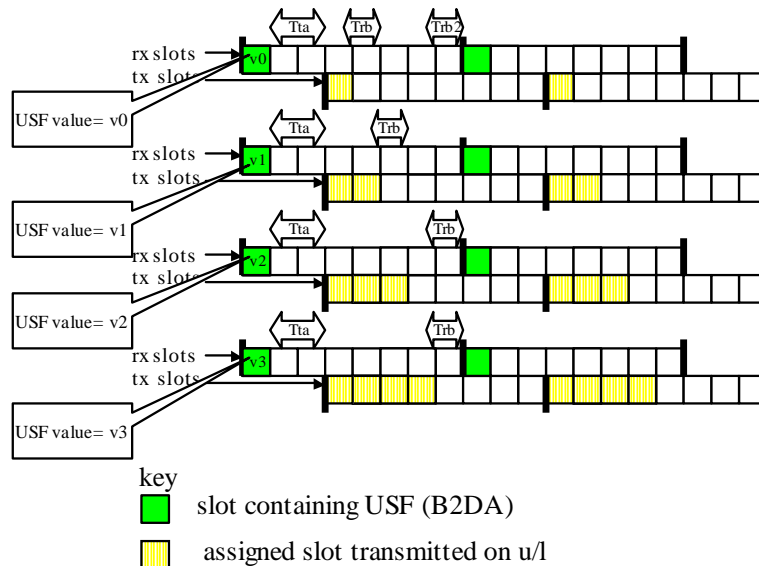 Tta Trb Trb2
rx slots v0
tx slots
USF value= v0
Tta Trb
rx slots v1
tx slots
USF value= v1
Tta Trb
rx slots v2
tx slots
USF value= v2
Tta Trb
rx slots v3
tx slots
USF value= v3
key
slot containing USF (B2DA)
assigned slot transmitted on u/l